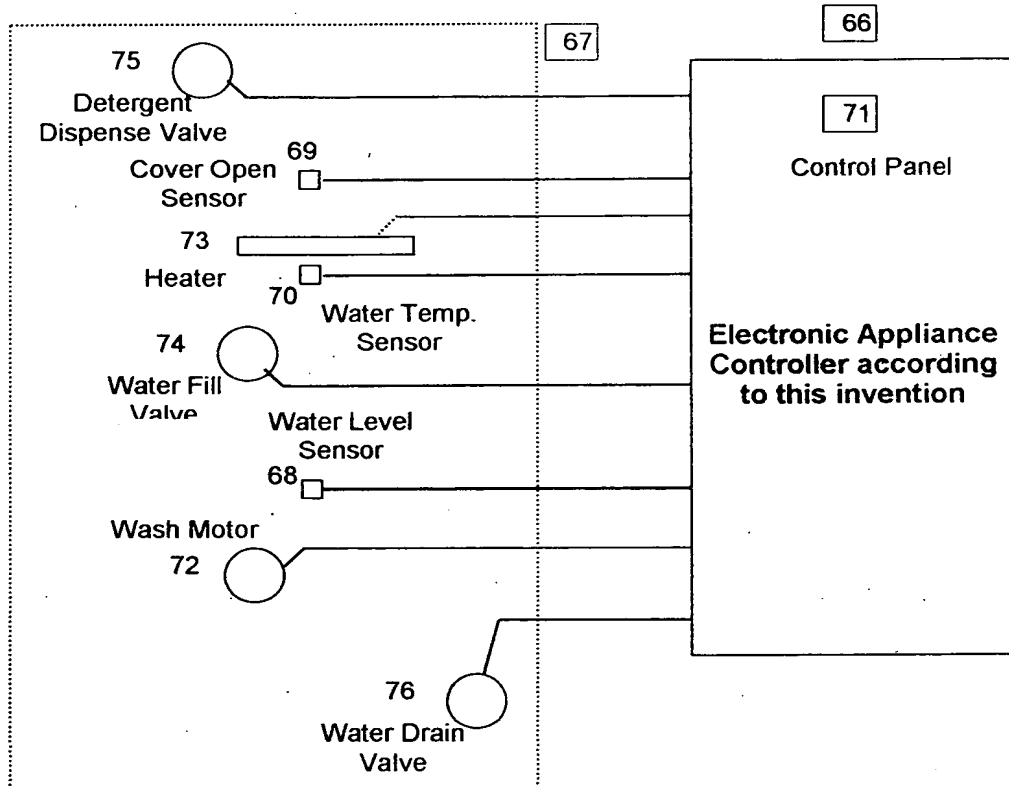 66
67
75
Detergent
Dispense Valve
71
Control Panel
69
Cover Open
Sensor
73
Heater
70
Water Temp.
Sensor
74
Water Fill
Valve
Electronic Appliance
Controller according
to this invention
Water Level
Sensor
68
Wash Motor
72
76
Water Drain
Valve